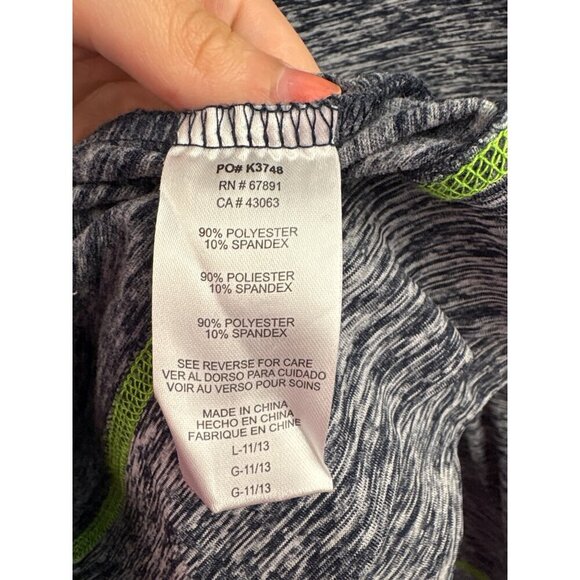 PO# K3748
RN # 67891
CA # 43063
90% POLYESTER
10% SPANDEX
90% POLIESTER
10% SPANDEX
90% POLYESTER
10% SPANDEX
SEE REVERSE FOR CARE
VER AL DORSO PARA CUIDADO
VOIR AU VERSO POUR SOINS
MADE IN CHINA
HECHO EN CHINA
FABRIQUE EN CHINE
L-11/13
G-11/13
G-11/13